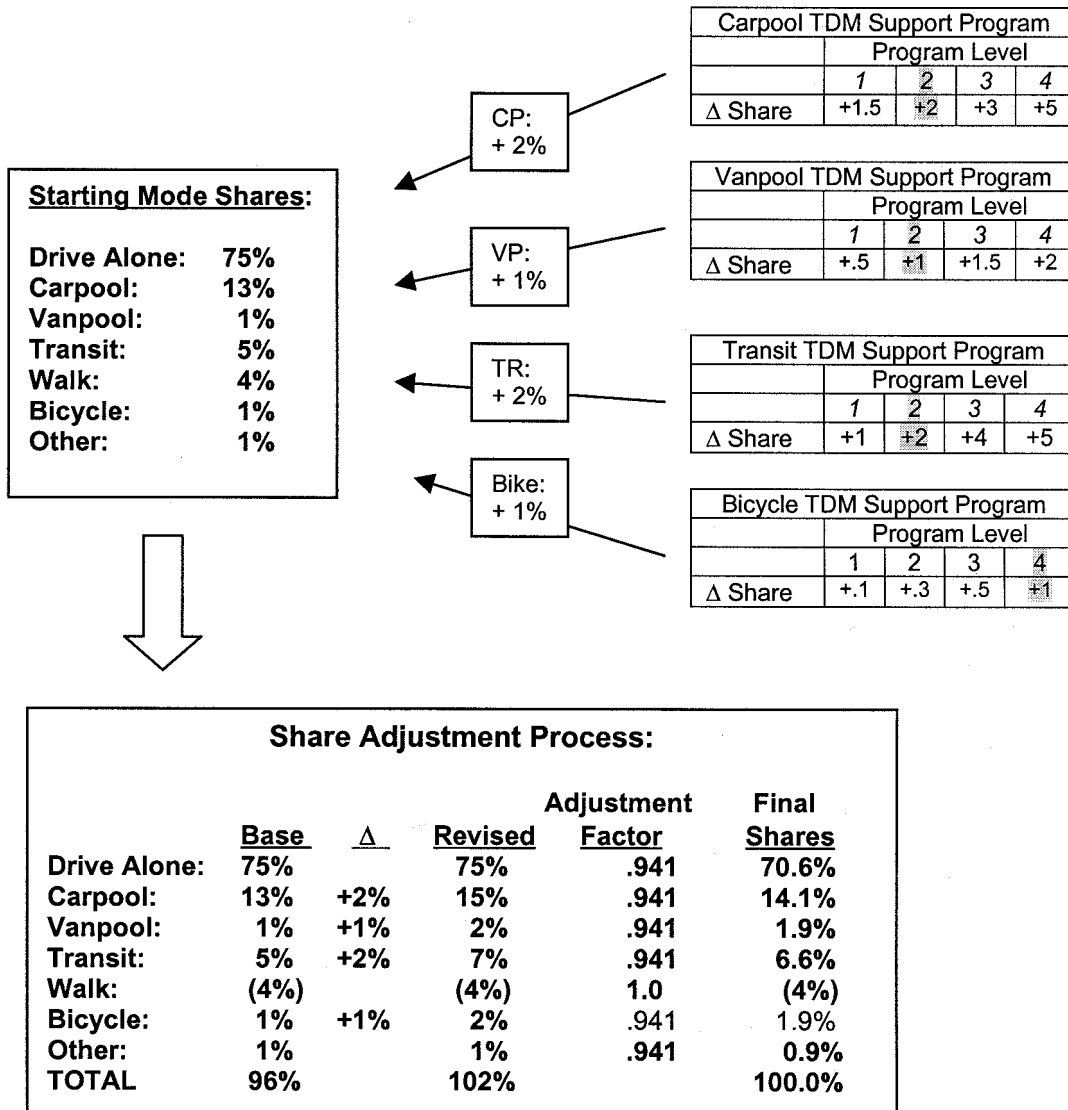 Carpool TDM Support Program
Program Level
1 2 3 4
Δ Share +1.5 +2 +3 +5
CP:
+ 2%
Vanpool TDM Support Program
Program Level
1 2 3 4
Δ Share +.5 +1 +1.5 +2
VP:
+ 1%
Transit TDM Support Program
Program Level
1 2 3 4
Δ Share +1 +2 +4 +5
TR:
+ 2%
Bicycle TDM Support Program
Program Level
1 2 3 4
Δ Share +.1 +.3 +.5 +1
Bike:
+ 1%
Starting Mode Shares:
Drive Alone: 75%
Carpool: 13%
Vanpool: 1%
Transit: 5%
Walk: 4%
Bicycle: 1%
Other: 1%
Share Adjustment Process:
Adjustment Final
Base Δ Revised Factor Shares
Drive Alone: 75% 75% .941 70.6%
Carpool: 13% +2% 15% .941 14.1%
Vanpool: 1% +1% 2% .941 1.9%
Transit: 5% +2% 7% .941 6.6%
Walk: (4%) (4%) 1.0 (4%)
Bicycle: 1% +1% 2% .941 1.9%
Other: 1% 1% .941 0.9%
TOTAL 96% 102% 100.0%